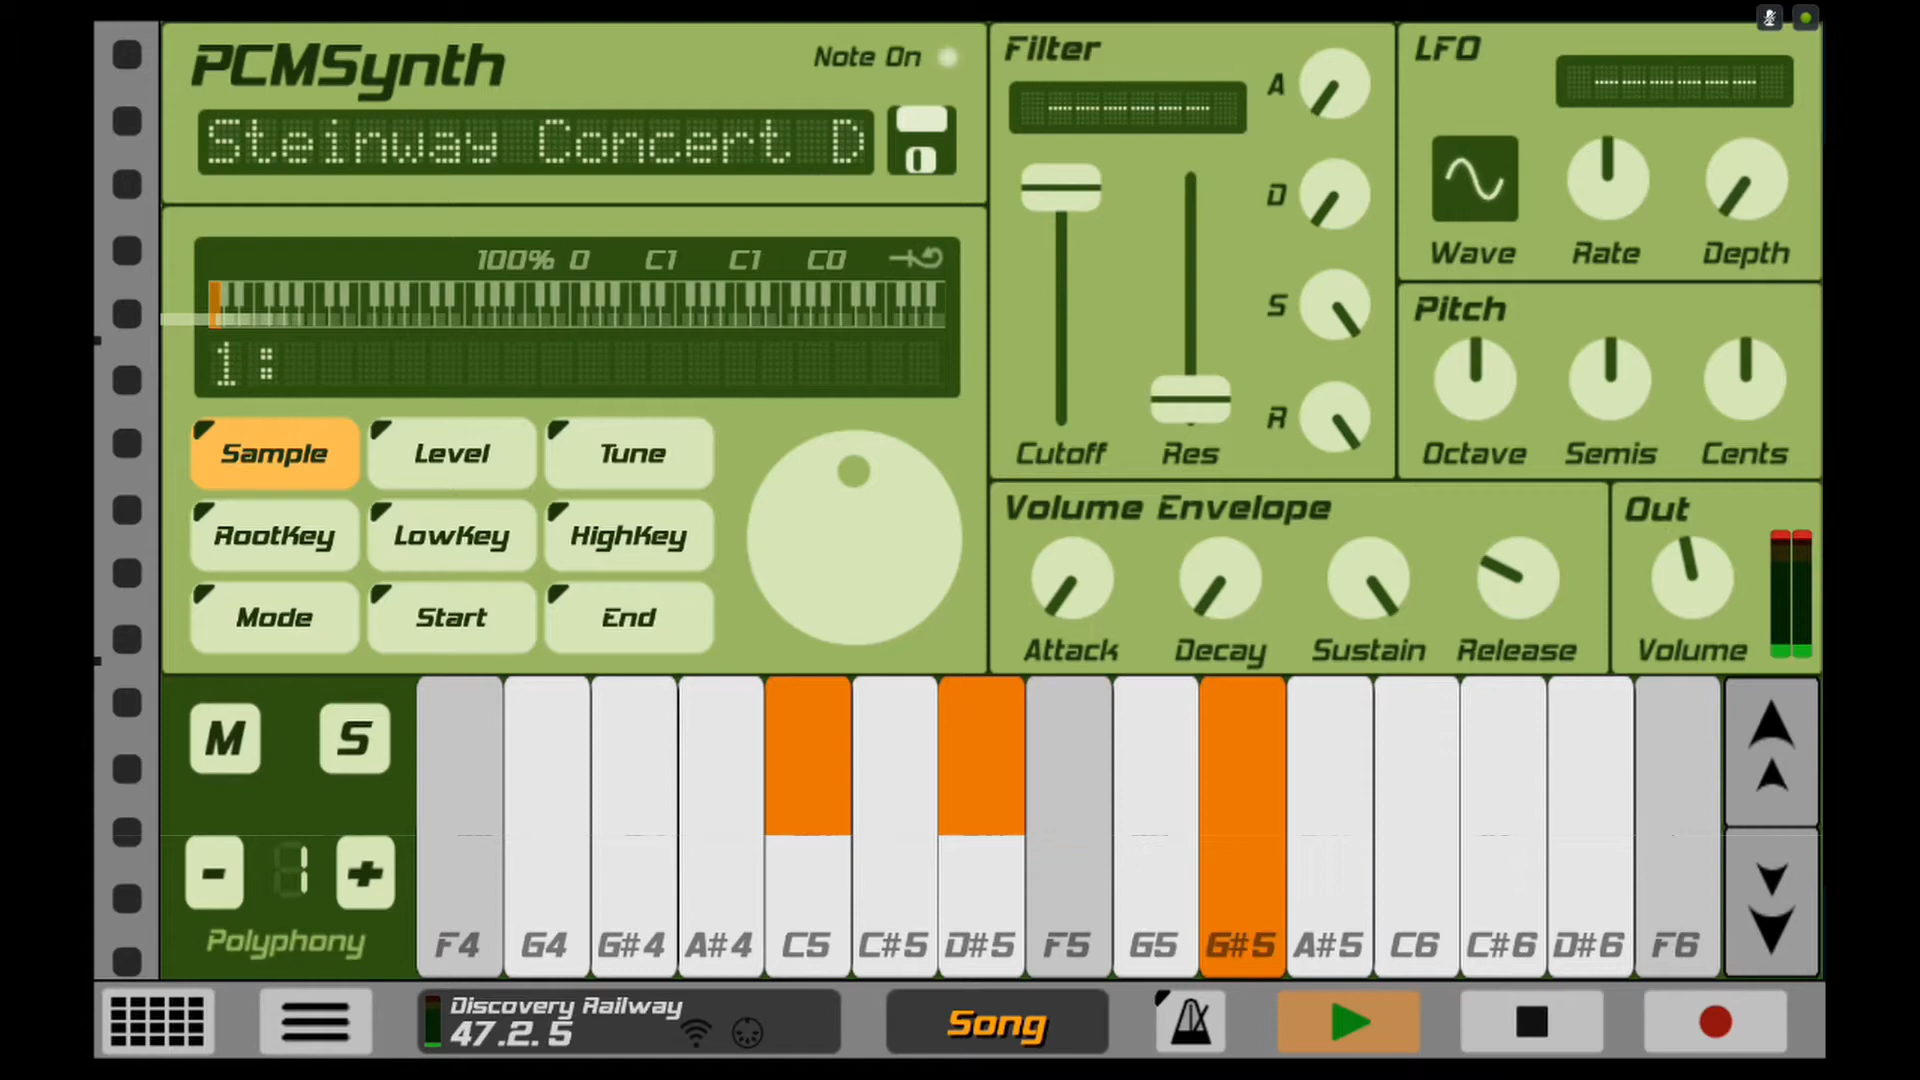 PCMSynth
Note On
Steinway Concert D
100% 0 C1 C1 C0
1:
Sample Level Tune
RootKey LowKey HighKey
Mode Start End
Filter
A
D
S
R
Cutoff Res
LFO
Wave Rate Depth
Pitch
Octave Semis Cents
Volume Envelope
Attack Decay Sustain Release
Out
Volume
M S
- 1 +
Polyphony
F4 G4 G#4 A#4 C5 C#5 D#5 F5 G5 G#5 A#5 C6 C#6 D#6 F6
Discovery Railway
47.2.5
Song